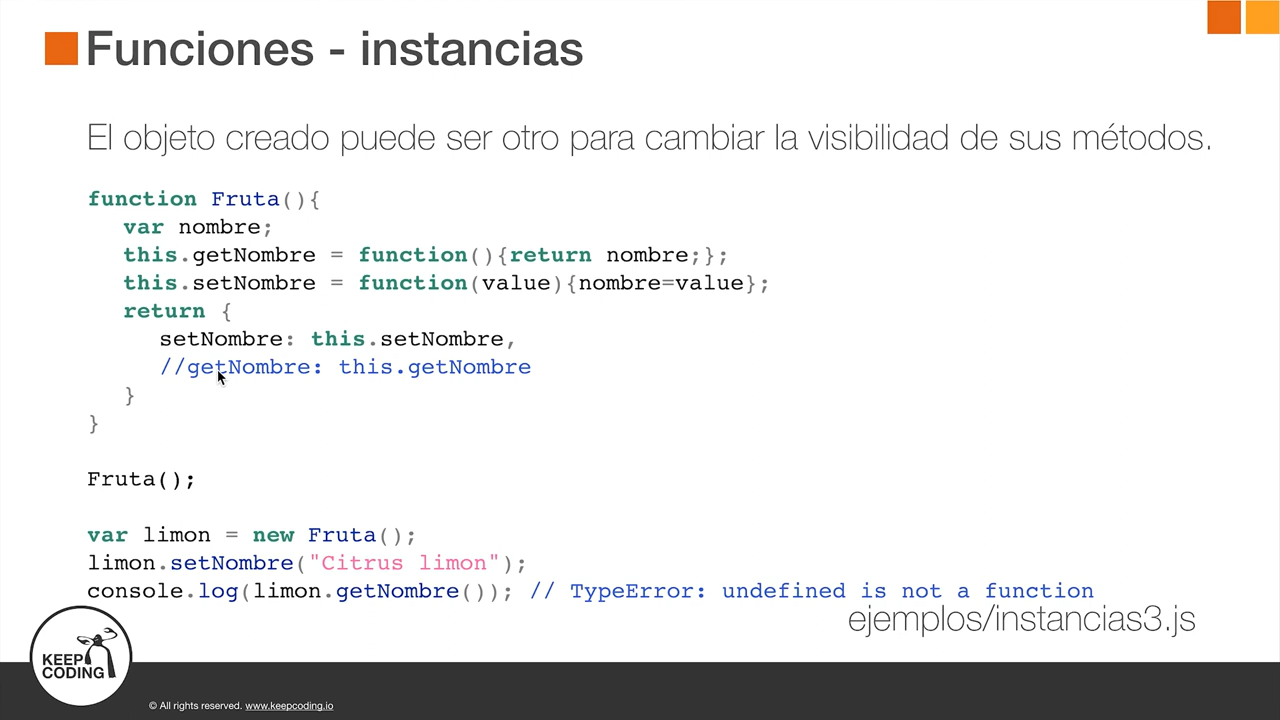 Funciones - instancias
El objeto creado puede ser otro para cambiar la visibilidad de sus métodos.
function Fruta(){
var nombre;
this.getNombre = function(){return nombre;};
this.setNombre = function(value){nombre=value};
return {
setNombre: this.setNombre,
//getNombre: this.getNombre
}
}
Fruta();
var limon = new Fruta();
limon.setNombre("Citrus limon");
console.log(limon.getNombre()); // TypeError: undefined is not a function
ejemplos/instancias3.js
KEEP
CODING
© All rights reserved. www.keepcoding.io